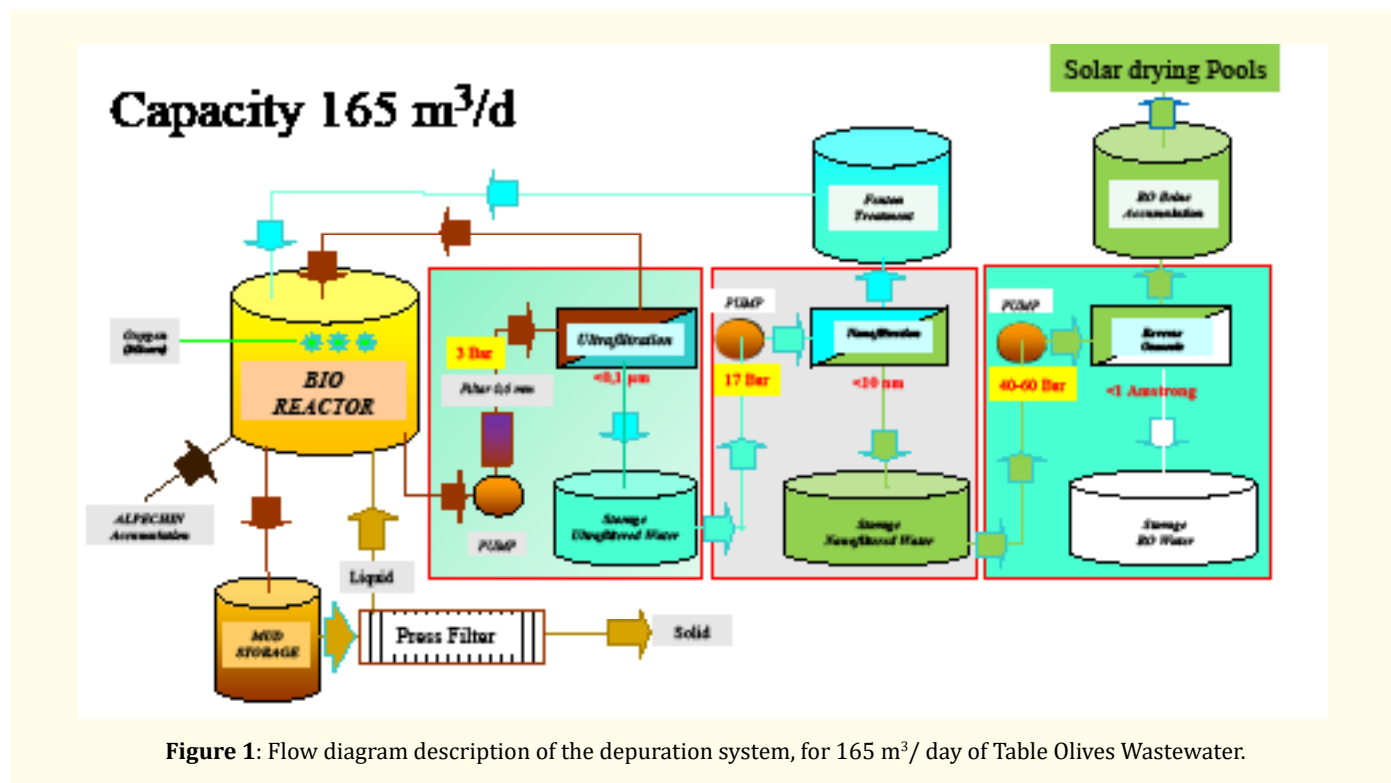 Solar drying Pools
Capacity 165 m³/d
Fenton
Treatment
RO Brine
Accumulation
PUMP
PUMP
Oxygen
3 Bar
Ultrafiltration
Nanofiltration
Reverse
Osmosis
BIO
REACTOR
Filter 0,6 mm
<0,1 µm
17 Bar
<10 nm
40-60 Bar
<1 Amstrong
ALPECHIN
Accumulation
PUMP
Storage
Ultrafiltered Water
Storage
Nanofiltered Water
Storage
RO Water
Liquid
MUD
STORAGE
Press Filter
Solid
Figure 1: Flow diagram description of the depuration system, for 165 m³/ day of Table Olives Wastewater.